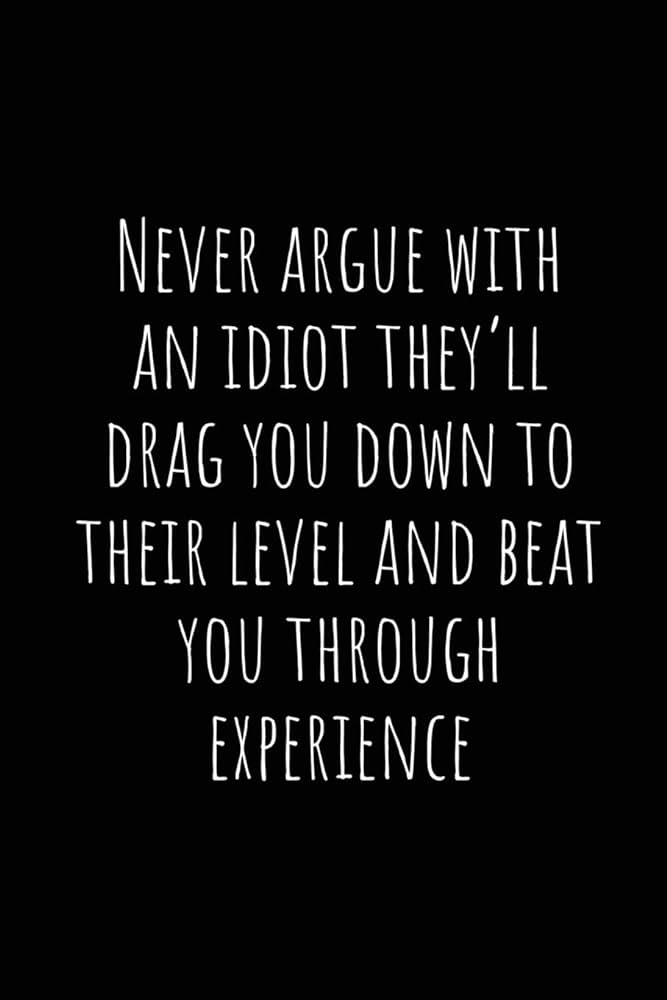 Never argue with
an idiot they'll
drag you down to
their level and beat
you through
experience